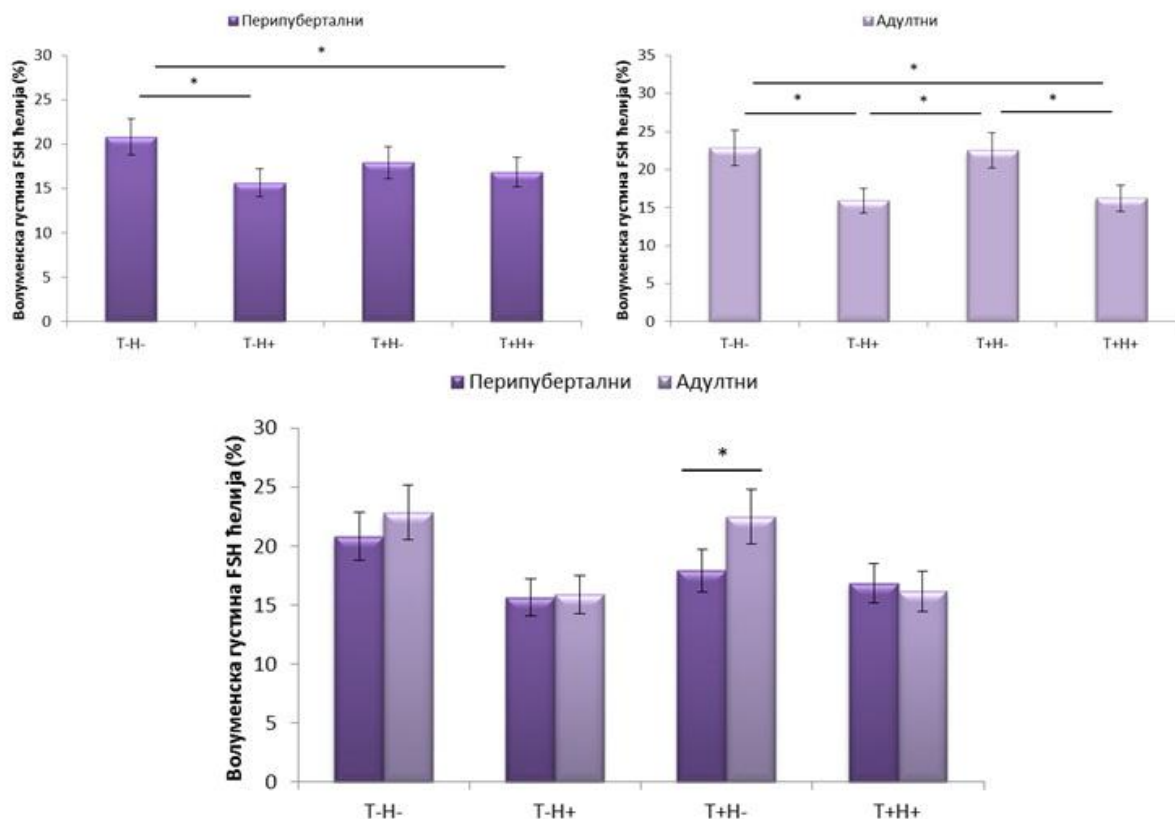 Перипубертални
Волуменска густина FSH ћелија (%)
30
25
20
15
10
5
0
*
*
Т-Н-
Т-Н+
Т+Н-
Т+Н+
Адултни
Волуменска густина FSH ћелија (%)
35
30
25
20
15
10
5
0
*
*
*
*
Т-Н-
Т-Н+
Т+Н-
Т+Н+
Перипубертални Адултни
Волуменска густина FSH ћелија (%)
30
25
20
15
10
5
0
*
Т-Н-
Т-Н+
Т+Н-
Т+Н+